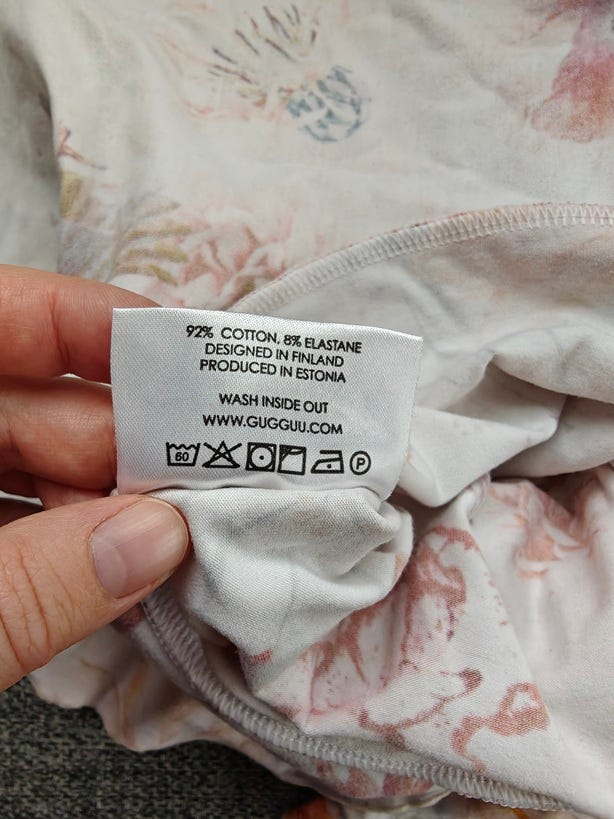 92% COTTON, 8% ELASTANE
DESIGNED IN FINLAND
PRODUCED IN ESTONIA
WASH INSIDE OUT
WWW.GUGGUU.COM
60 P